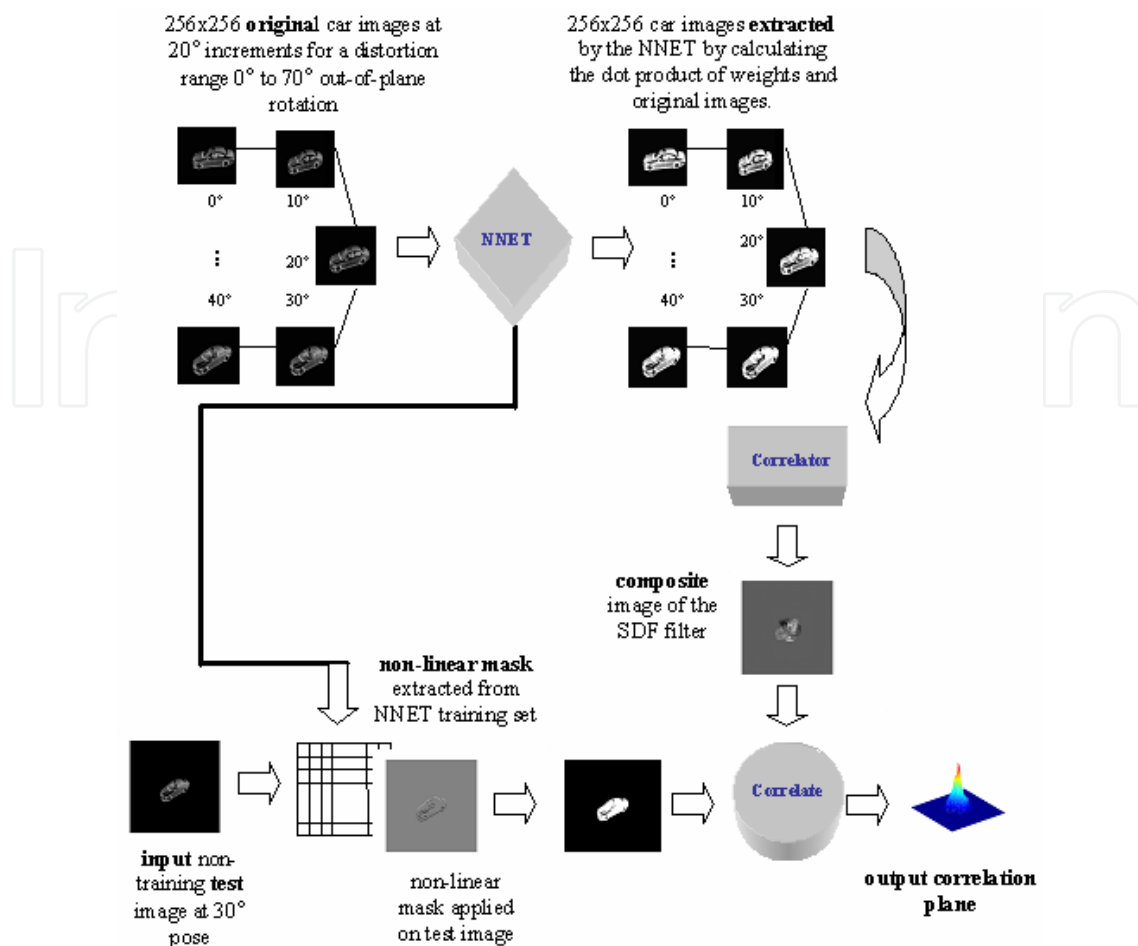 256x256 original car images at
20° increments for a distortion
range 0° to 70° out-of-plane
rotation
256x256 car images extracted
by the NNET by calculating
the dot product of weights and
original images.
0°
10°
20°
⋮
40°
30°
NNET
0°
10°
20°
⋮
40°
30°
Correlator
composite
image of the
SDF filter
non-linear mask
extracted from
NNET training set
Correlate
input non-
training test
image at 30°
pose
non-linear
mask applied
on test image
output correlation
plane